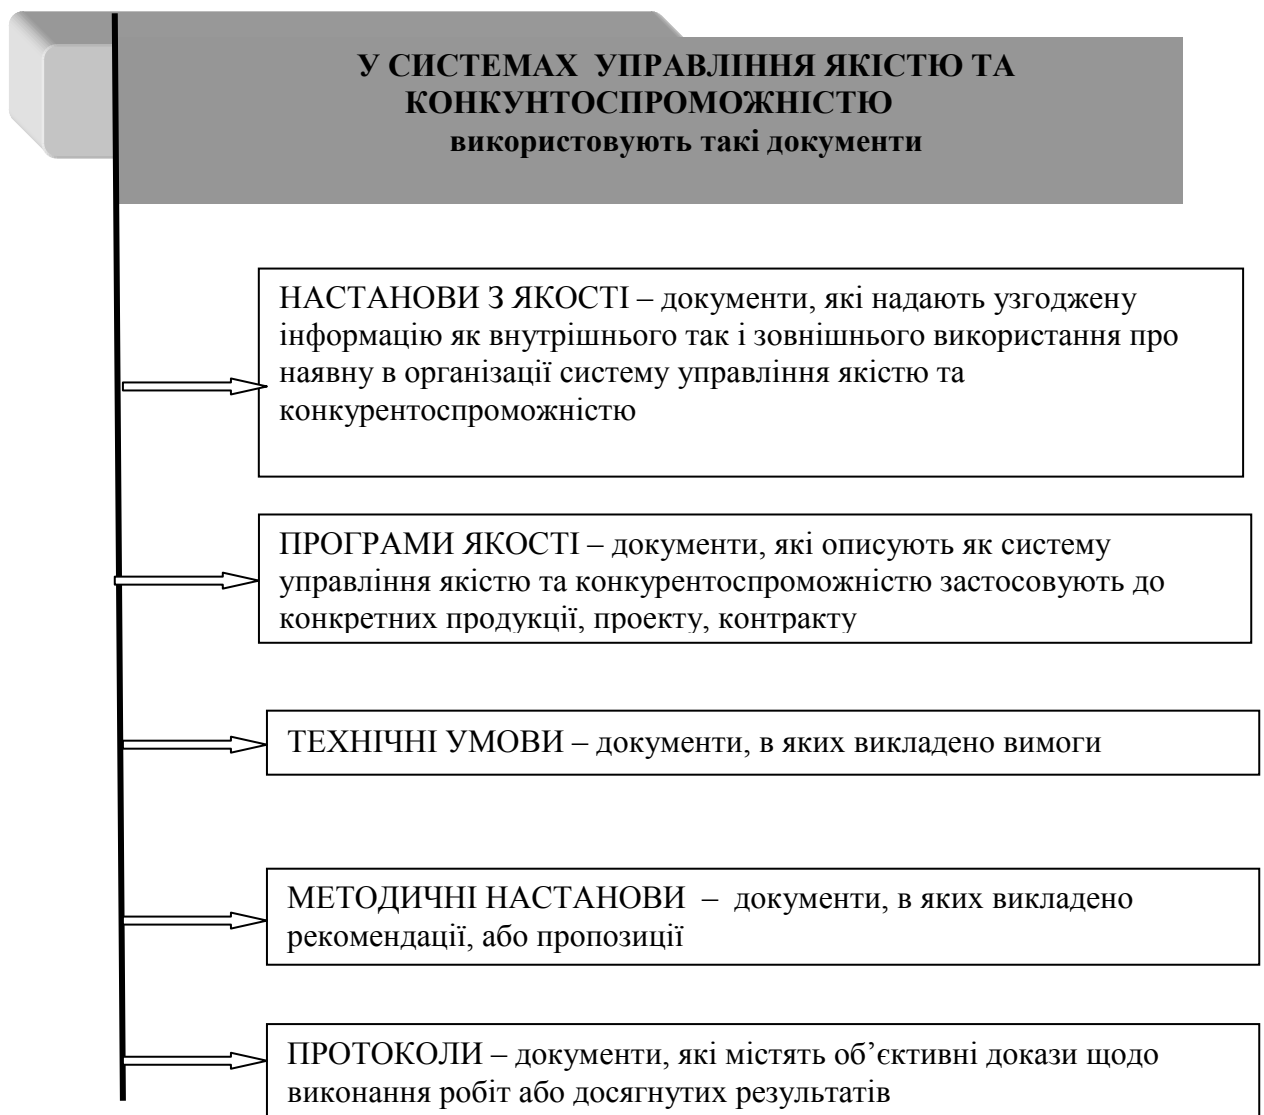 У СИСТЕМАХ УПРАВЛІННЯ ЯКІСТЮ ТА
КОНКУНТОСПРОМОЖНІСТЮ
використовують такі документи
НАСТАНОВИ З ЯКОСТІ – документи, які надають узгоджену
інформацію як внутрішнього так і зовнішнього використання про
наявну в організації систему управління якістю та
конкурентоспроможністю
ПРОГРАМИ ЯКОСТІ – документи, які описують як систему
управління якістю та конкурентоспроможністю застосовують до
конкретних продукції, проекту, контракту
ТЕХНІЧНІ УМОВИ – документи, в яких викладено вимоги
МЕТОДИЧНІ НАСТАНОВИ – документи, в яких викладено
рекомендації, або пропозиції
ПРОТОКОЛИ – документи, які містять об’єктивні докази щодо
виконання робіт або досягнутих результатів